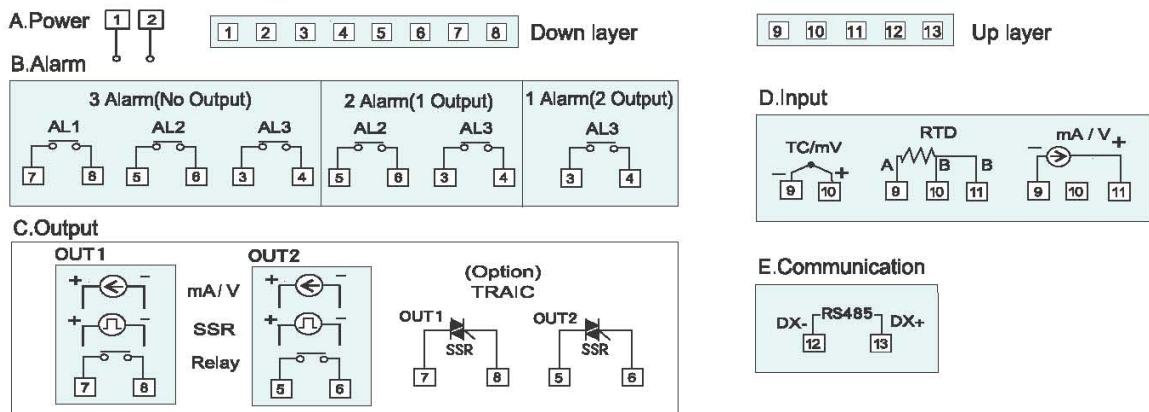 A.Power 1 2
1 2 3 4 5 6 7 8 Down layer
9 10 11 12 13 Up layer
B.Alarm
3 Alarm(No Output)
AL1 AL2 AL3
7 8 5 6 3 4
2 Alarm(1 Output)
AL2 AL3
5 6 3 4
1 Alarm(2 Output)
AL3
3 4
C.Output
OUT1
+ -
+ -
7 8
mA/V
SSR
Relay
OUT2
+ -
+ -
5 6
(Option)
TRAIC
OUT1
SSR
7 8
OUT2
SSR
5 6
D.Input
TC/mV
- +
9 10
RTD
A B B
9 10 11
mA / V
- +
9 10 11
E.Communication
DX- RS485 DX+
12 13